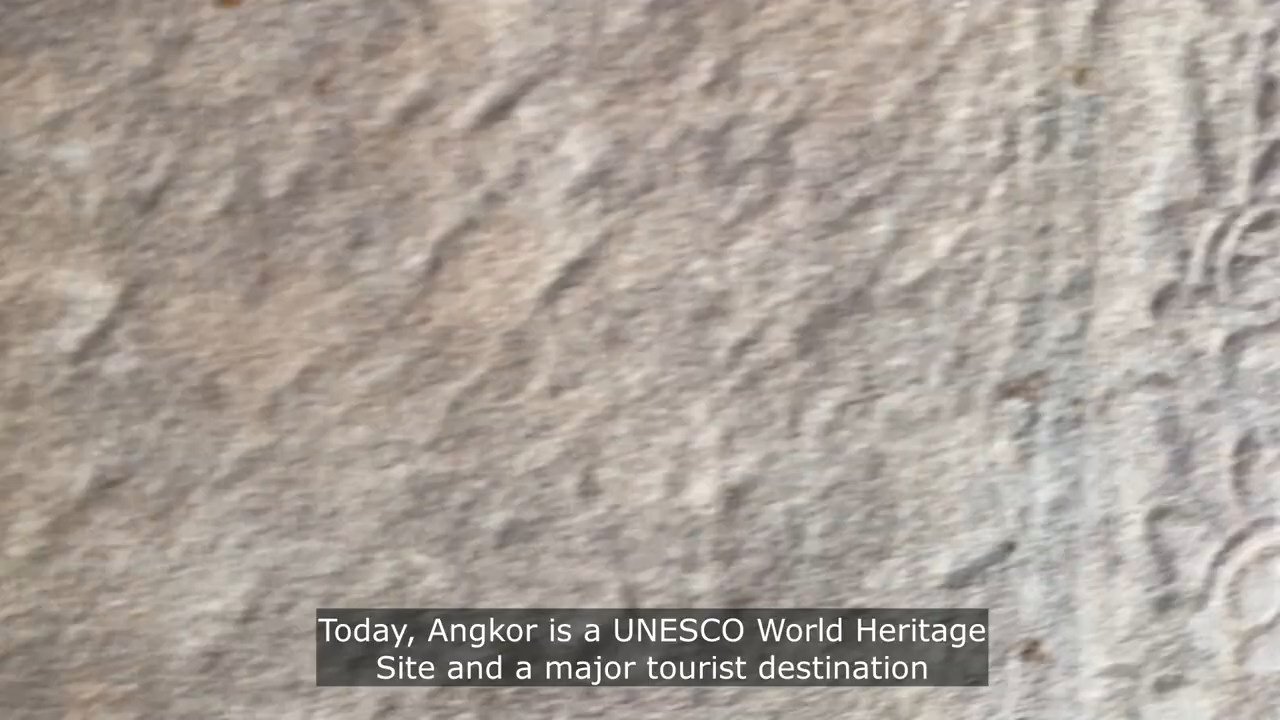 Today, Angkor is a UNESCO World Heritage
Site and a major tourist destination